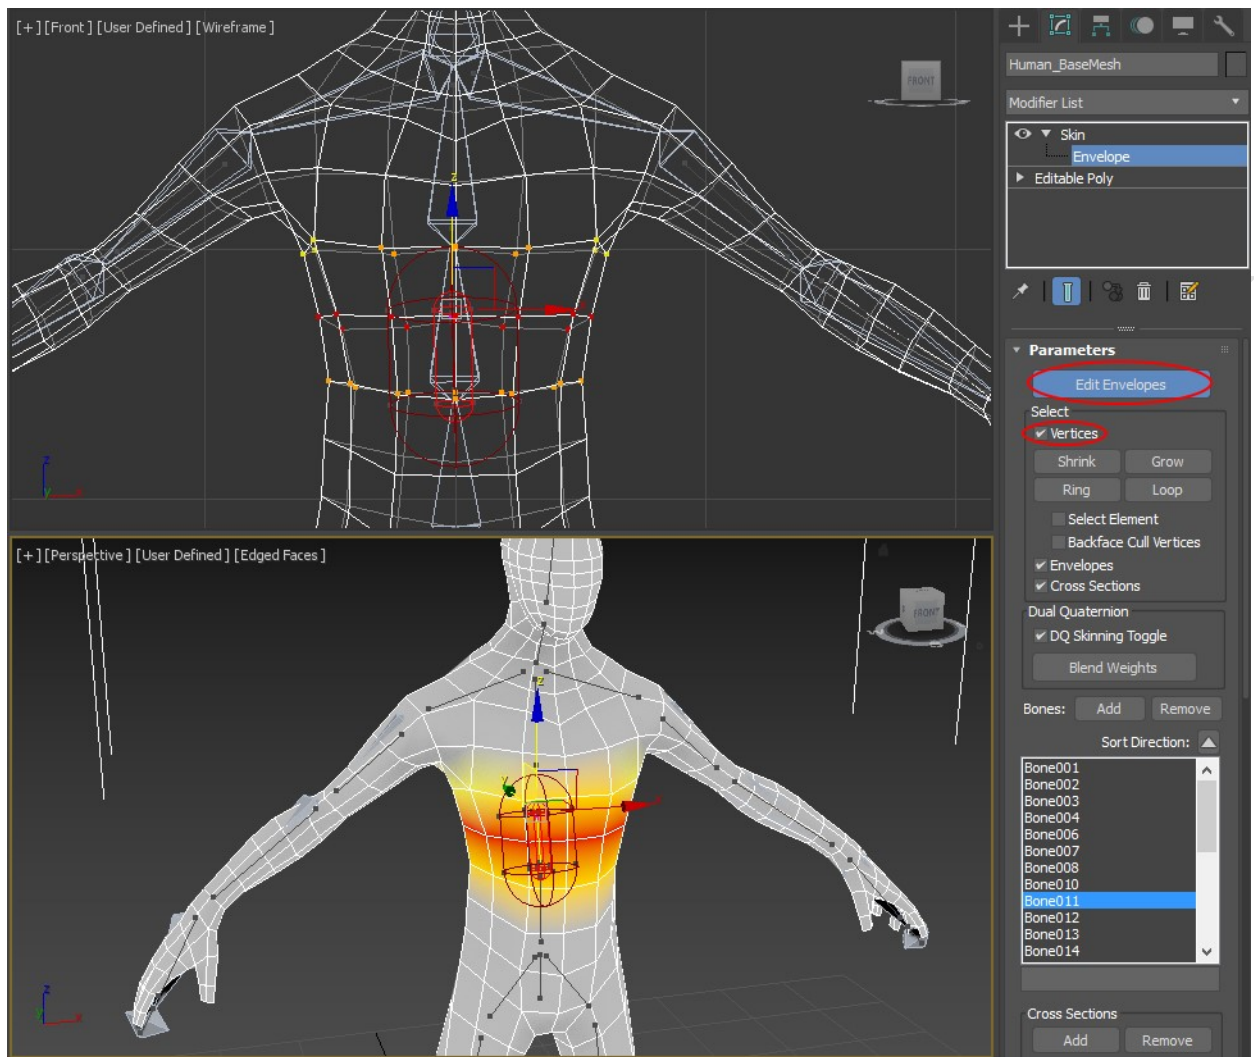 [+][Front][User Defined][Wireframe]
FRONT
z
x
z
y x
[+][Perspective][User Defined][Edged Faces]
FRONT
z
y
x
z
y x
Human_BaseMesh
Modifier List
Skin
Envelope
Editable Poly
Parameters
Edit Envelopes
Select
Vertices
Shrink Grow
Ring Loop
Select Element
Backface Cull Vertices
Envelopes
Cross Sections
Dual Quaternion
DQ Skinning Toggle
Blend Weights
Bones: Add Remove
Sort Direction:
Bone001
Bone002
Bone003
Bone004
Bone006
Bone007
Bone008
Bone010
Bone011
Bone012
Bone013
Bone014
Cross Sections
Add Remove